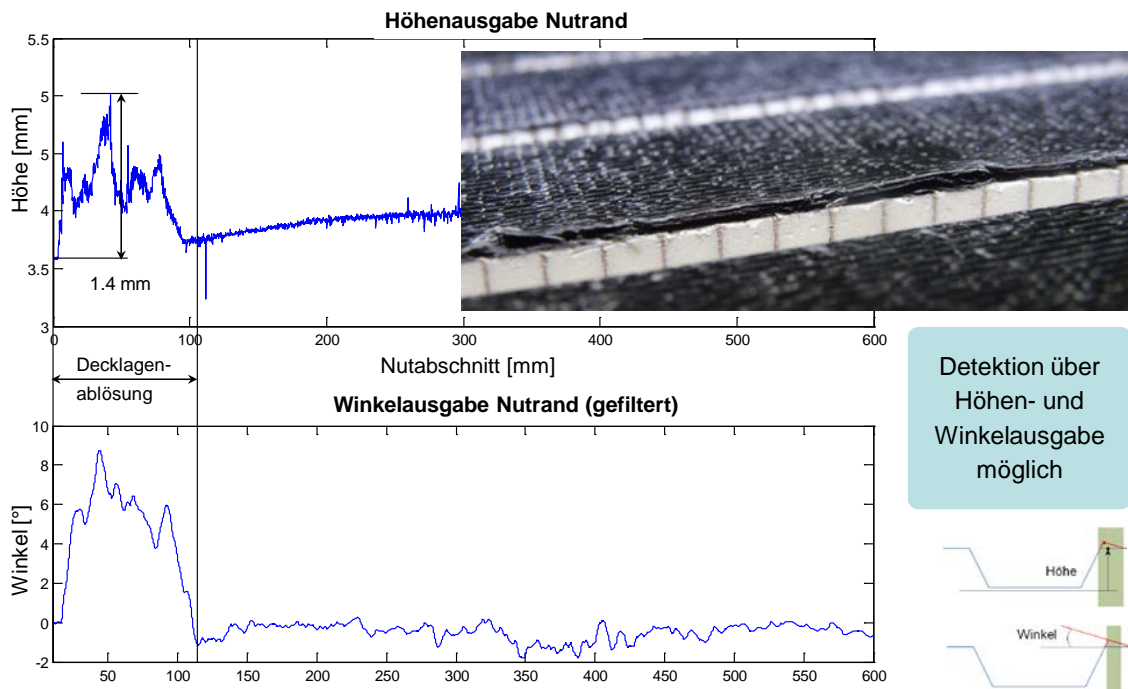 Höhenausgabe Nutrand
5.5
5
5
4
3.5
3
Höhe [mm]
1.4 mm
0
100
200
300
400
500
600
Nutabschnitt [mm]
Decklagen-
ablösung
Winkelausgabe Nutrand (gefiltert)
10
8
6
4
2
0
-2
Winkel [°]
50
100
150
200
250
300
350
400
450
500
550
600
Detektion über
Höhen- und
Winkelausgabe
möglich
Höhe
Winkel